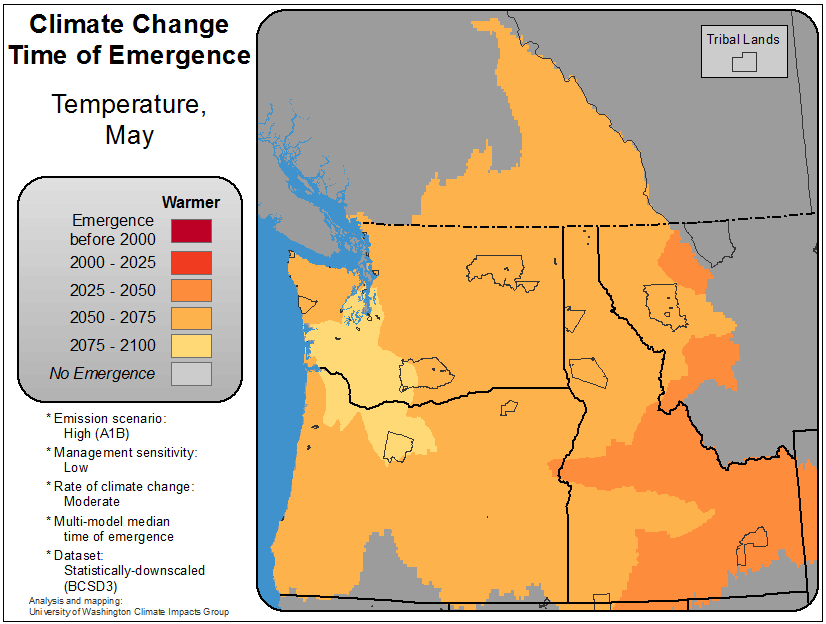 Climate Change
Time of Emergence
Temperature,
May
Warmer
Emergence
before 2000
2000 - 2025
2025 - 2050
2050 - 2075
2075 - 2100
No Emergence
* Emission scenario:
High (A1B)
* Management sensitivity:
Low
* Rate of climate change:
Moderate
* Multi-model median
time of emergence
* Dataset:
Statistically-downscaled
(BCSD3)
Analysis and mapping:
University of Washington Climate Impacts Group
Tribal Lands